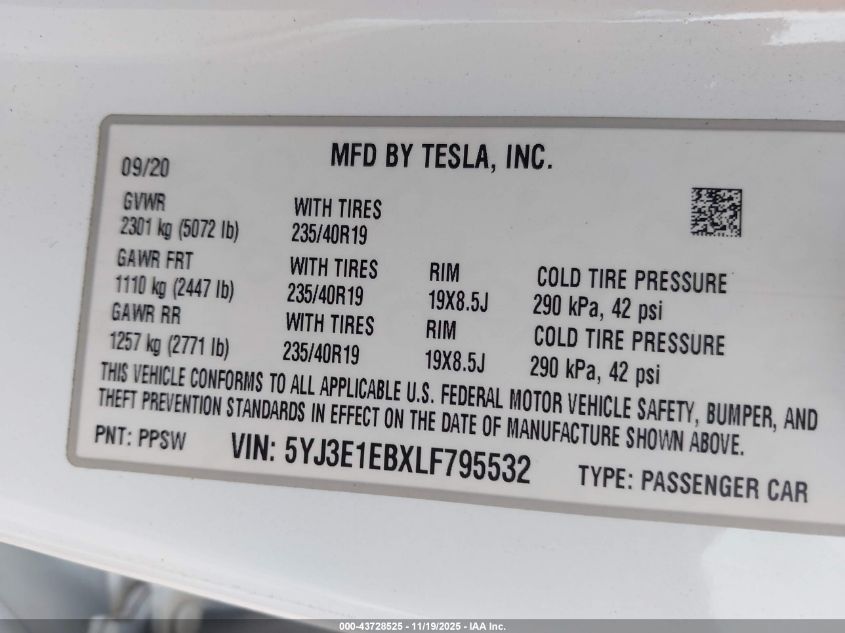 MFD BY TESLA, INC.
09/20
GVWR
2301 kg (5072 lb)
WITH TIRES
235/40R19
GAWR FRT
1110 kg (2447 lb)
WITH TIRES
235/40R19
RIM
19X8.5J
COLD TIRE PRESSURE
290 kPa, 42 psi
GAWR RR
1257 kg (2771 lb)
WITH TIRES
235/40R19
RIM
19X8.5J
COLD TIRE PRESSURE
290 kPa, 42 psi
THIS VEHICLE CONFORMS TO ALL APPLICABLE U.S. FEDERAL MOTOR VEHICLE SAFETY, BUMPER, AND
THEFT PREVENTION STANDARDS IN EFFECT ON THE DATE OF MANUFACTURE SHOWN ABOVE.
PNT: PPSW
VIN: 5YJ3E1EBXLF795532
TYPE: PASSENGER CAR
000-43728525 - 11/19/2025 - IAA Inc.